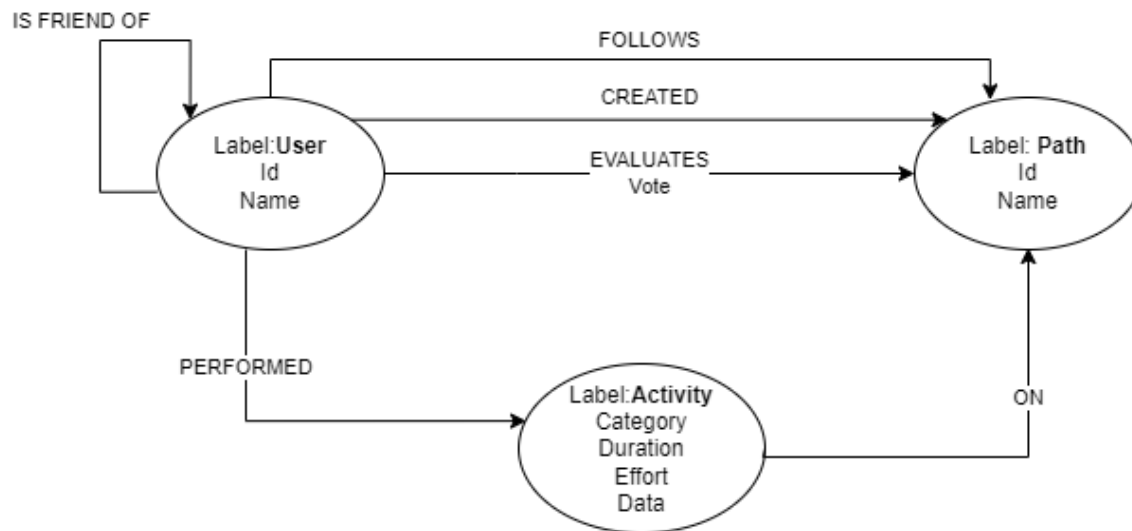 IS FRIEND OF
FOLLOWS
CREATED
Label:User
Id
Name
EVALUATES
Vote
Label: Path
Id
Name
PERFORMED
Label:Activity
Category
Duration
Effort
Data
ON